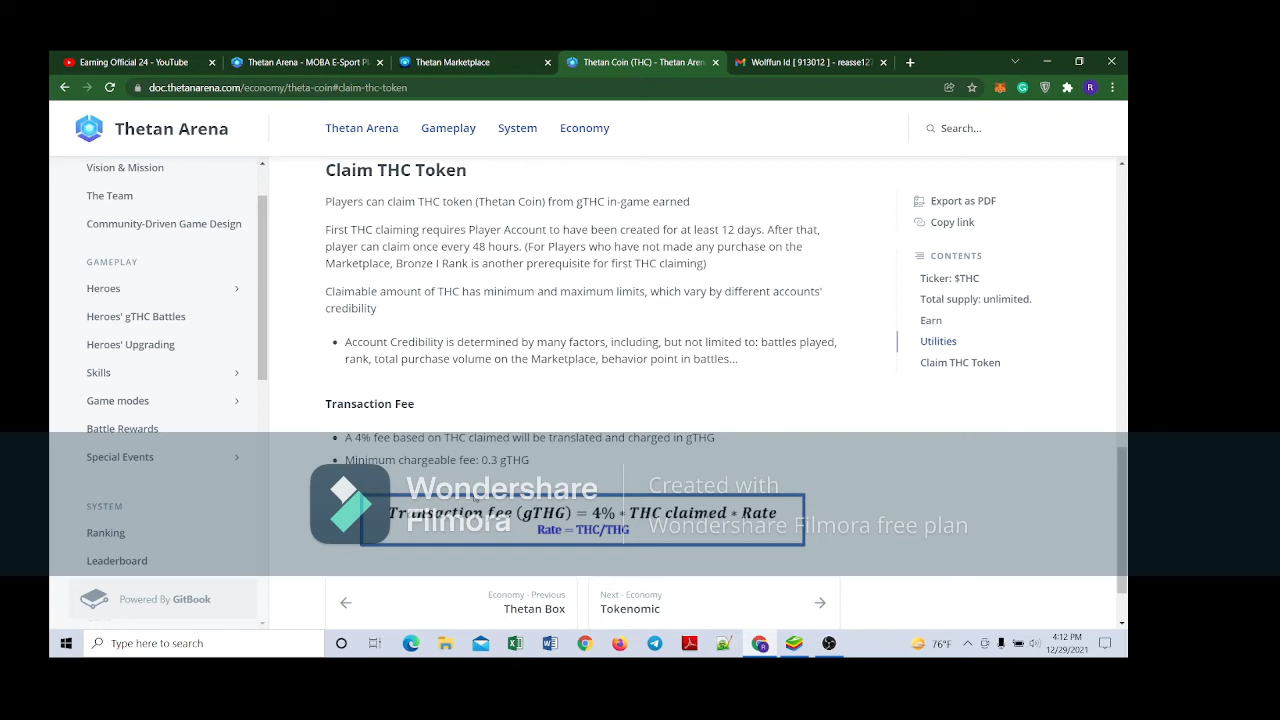 Earning Official 24 - YouTube
Thetan Arena - MOBA E-Sport Pl
Thetan Marketplace
Thetan Coin (THC) - Thetan Aren
Wolffun Id [ 913012 ] - reasse127
doc.thetanarena.com/economy/theta-coin#claim-thc-token
R
Thetan Arena
Thetan Arena
Gameplay
System
Economy
Search...
Vision & Mission
The Team
Community-Driven Game Design
GAMEPLAY
Heroes
Heroes' gTHC Battles
Heroes' Upgrading
Skills
Game modes
Battle Rewards
Special Events
SYSTEM
Ranking
Leaderboard
Powered By GitBook
Claim THC Token
Players can claim THC token (Thetan Coin) from gTHC in-game earned
First THC claiming requires Player Account to have been created for at least 12 days. After that,
player can claim once every 48 hours. (For Players who have not made any purchase on the
Marketplace, Bronze I Rank is another prerequisite for first THC claiming)
Claimable amount of THC has minimum and maximum limits, which vary by different accounts'
credibility
• Account Credibility is determined by many factors, including, but not limited to: battles played,
rank, total purchase volume on the Marketplace, behavior point in battles...
Transaction Fee
• A 4% fee based on THC claimed will be translated and charged in gTHG
• Minimum chargeable fee: 0.3 gTHG
Transaction fee (gTHG) = 4% * THC claimed * Rate
Rate = THC/THG
Economy - Previous
Thetan Box
Next - Economy
Tokenomic
Export as PDF
Copy link
CONTENTS
Ticker: $THC
Total supply: unlimited.
Earn
Utilities
Claim THC Token
Wondershare
Filmora
Created with
Wondershare Filmora free plan
Type here to search
76°F
4:12 PM
12/29/2021